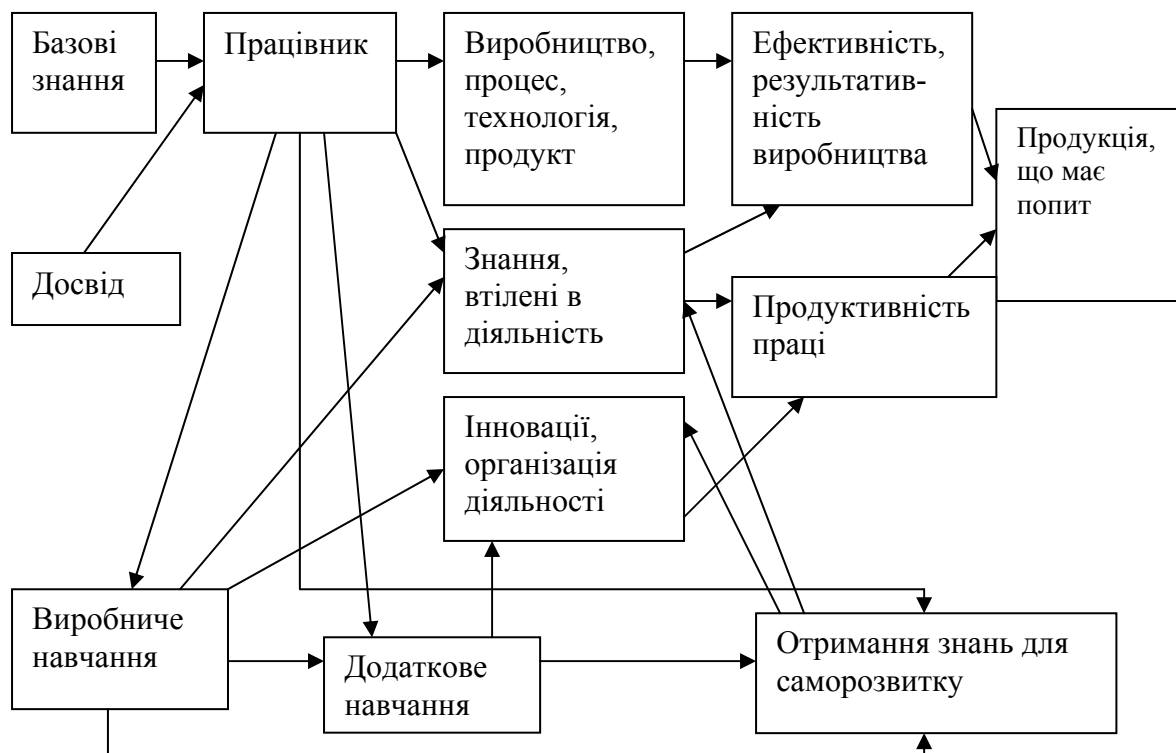 Базові
знання
Працівник
Виробництво,
процес,
технологія,
продукт
Ефективність,
результатив-
ність
виробництва
Продукція,
що має
попит
Досвід
Знання,
втілені в
діяльність
Продуктивність
праці
Інновації,
організація
діяльності
Виробниче
навчання
Додаткове
навчання
Отримання знань для
саморозвитку